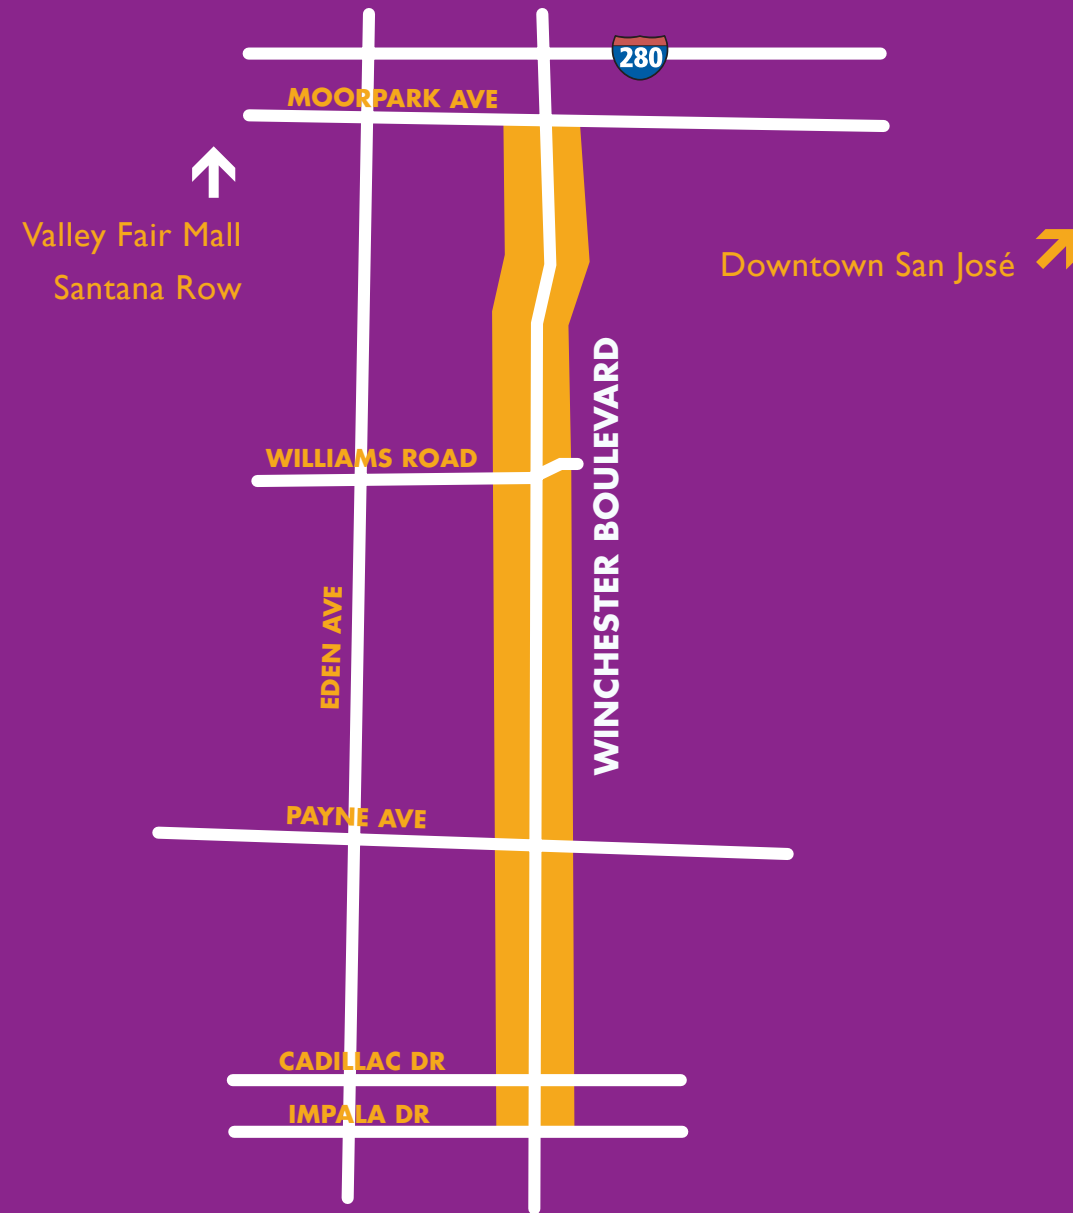 280
MOORPARK AVE
Valley Fair Mall
Santana Row
Downtown San José
WINCHESTER BOULEVARD
WILLIAMS ROAD
EDEN AVE
PAYNE AVE
CADILLAC DR
IMPALA DR